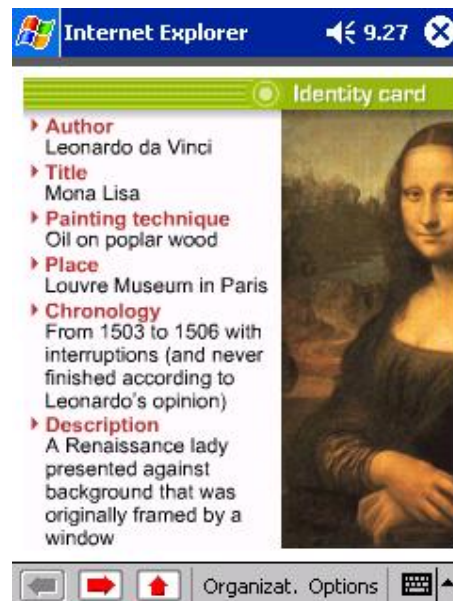 Internet Explorer 9.27
Identity card
Author
Leonardo da Vinci
Title
Mona Lisa
Painting technique
Oil on poplar wood
Place
Louvre Museum in Paris
Chronology
From 1503 to 1506 with
interruptions (and never
finished according to
Leonardo's opinion)
Description
A Renaissance lady
presented against
background that was
originally framed by a
window
Organizat. Options